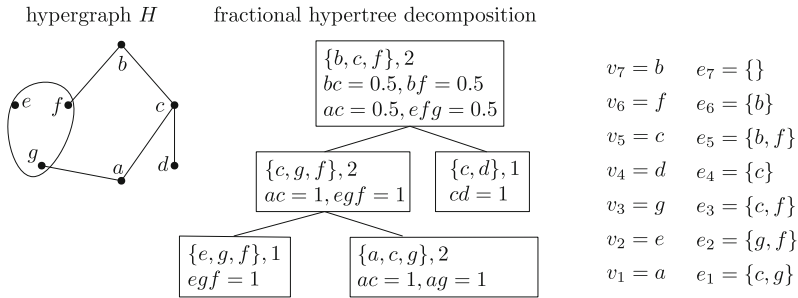 hypergraph H
fractional hypertree decomposition
b
e
f
c
g
a
d
{b, c, f}, 2
bc = 0.5, bf = 0.5
ac = 0.5, efg = 0.5
{c, g, f}, 2
ac = 1, egf = 1
{c, d}, 1
cd = 1
{e, g, f}, 1
egf = 1
{a, c, g}, 2
ac = 1, ag = 1
v₇ = b e₇ = {}
v₆ = f e₆ = {b}
v₅ = c e₅ = {b, f}
v₄ = d e₄ = {c}
v₃ = g e₃ = {c, f}
v₂ = e e₂ = {g, f}
v₁ = a e₁ = {c, g}